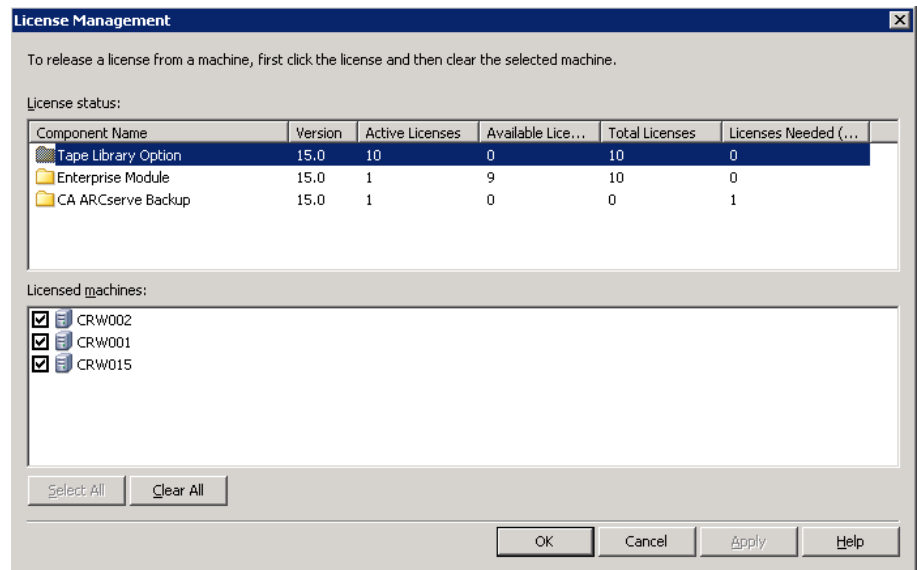 License Management
To release a license from a machine, first click the license and then clear the selected machine.
License status:
Component Name Version Active Licenses Available Lice... Total Licenses Licenses Needed (...
Tape Library Option 15.0 10 0 10 0
Enterprise Module 15.0 1 9 10 0
CA ARCserve Backup 15.0 1 0 0 1
Licensed machines:
CRW002
CRW001
CRW015
Select All Clear All
OK Cancel Apply Help